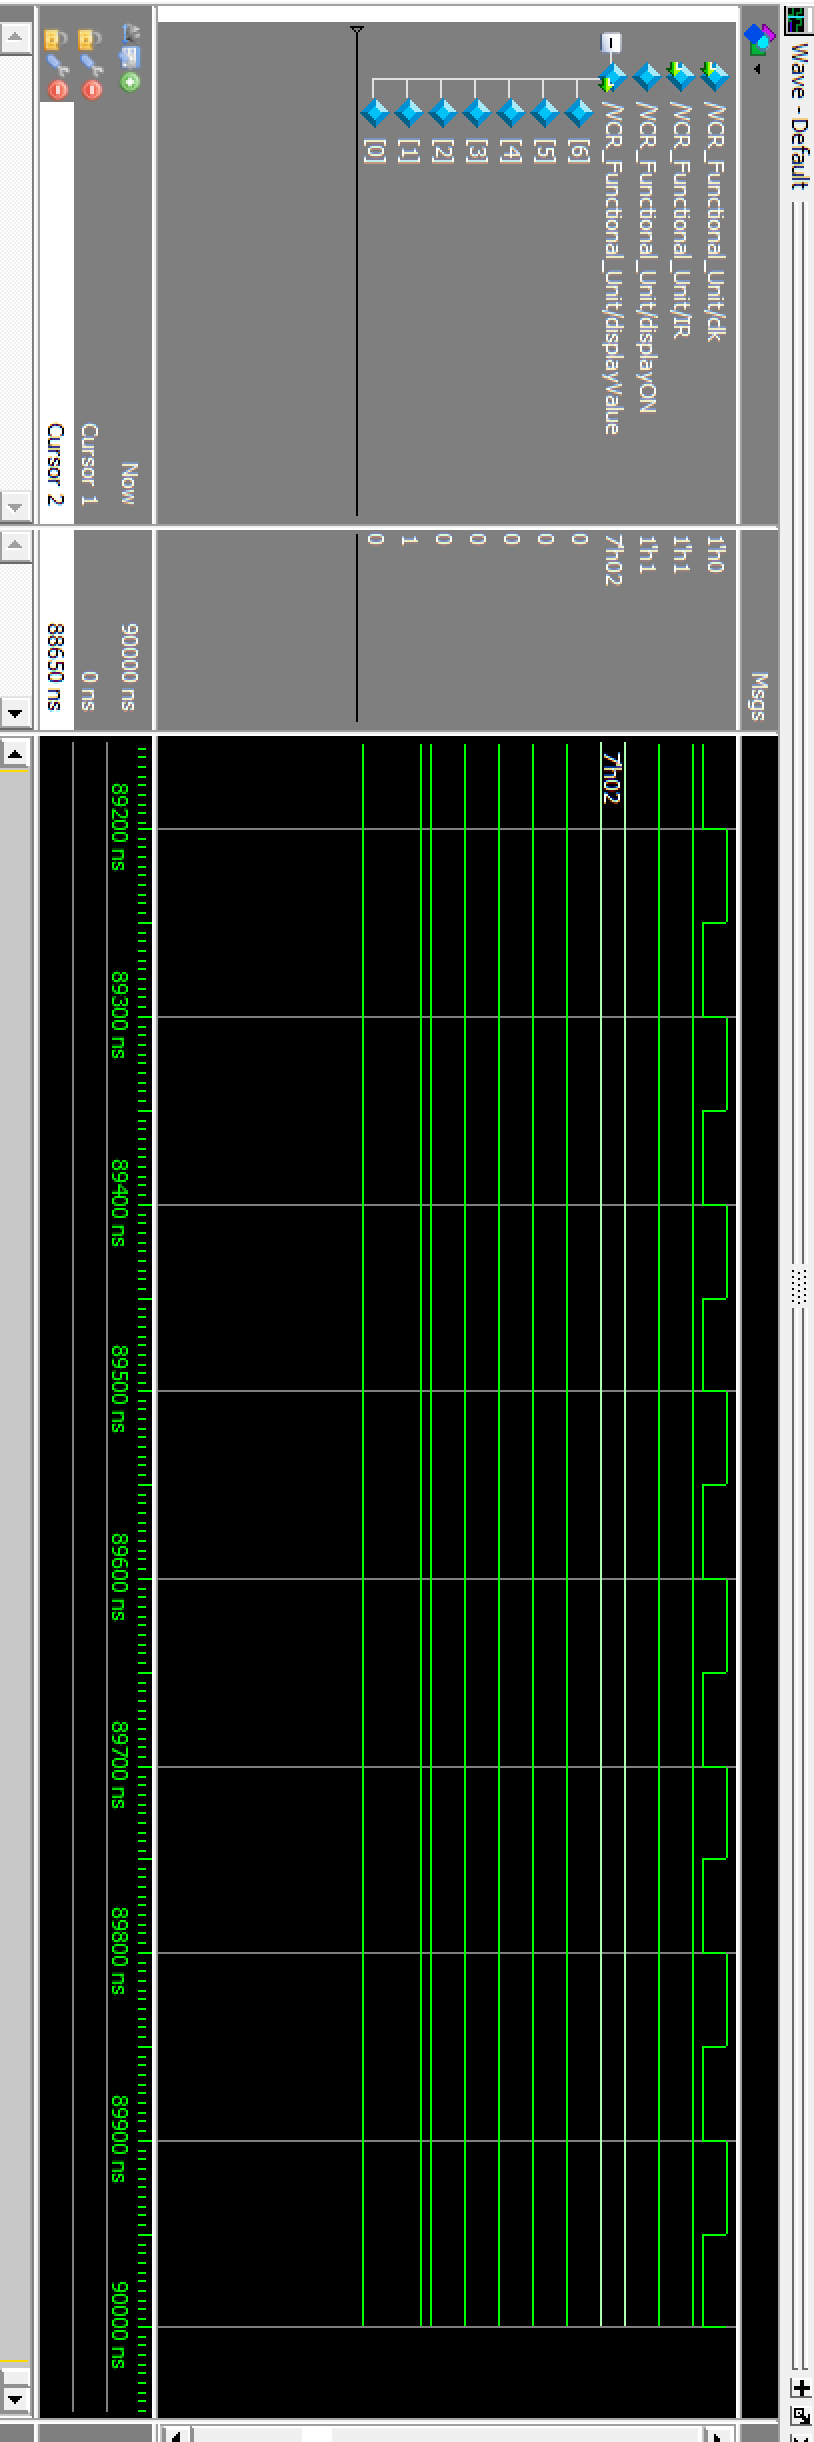 Wave - Default
Msgs
/VCR_Functional_Unit/clk 1'h0
/VCR_Functional_Unit/IR 1'h1
/VCR_Functional_Unit/displayON 1'h1
/VCR_Functional_Unit/displayValue 7'h02 7'h02
[6] 0
[5] 0
[4] 0
[3] 0
[2] 0
[1] 1
[0] 0
Now 90000 ns 89200 ns 89300 ns 89400 ns 89500 ns 89600 ns 89700 ns 89800 ns 89900 ns 90000 ns
Cursor 1 0 ns
Cursor 2 88650 ns